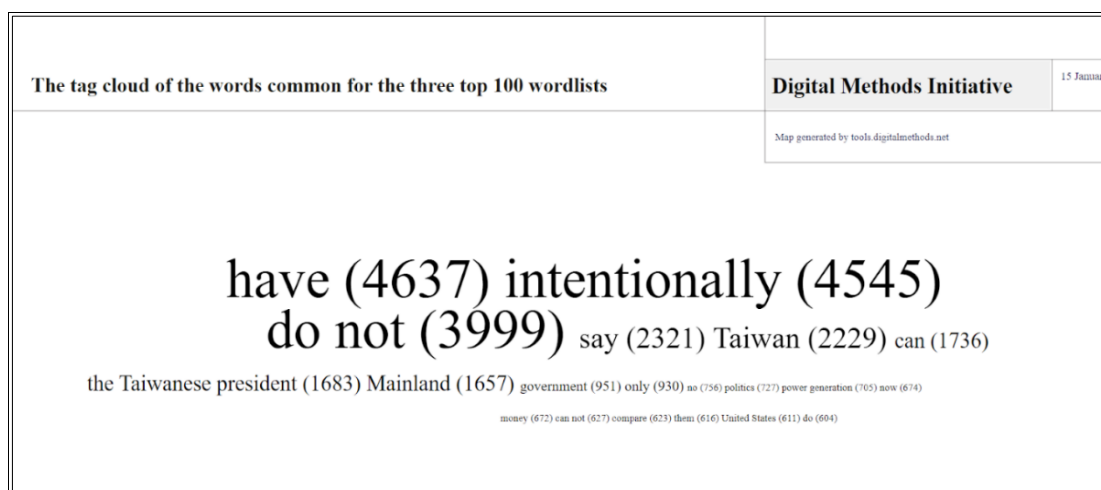 The tag cloud of the words common for the three top 100 wordlists
Digital Methods Initiative
15 Januar
Map generated by tools.digitalmethods.net
have (4637) intentionally (4545)
do not (3999) say (2321) Taiwan (2229) can (1736)
the Taiwanese president (1683) Mainland (1657) government (951) only (930) no (756) politics (727) power generation (705) now (674)
money (672) can not (627) compare (623) them (616) United States (611) do (604)